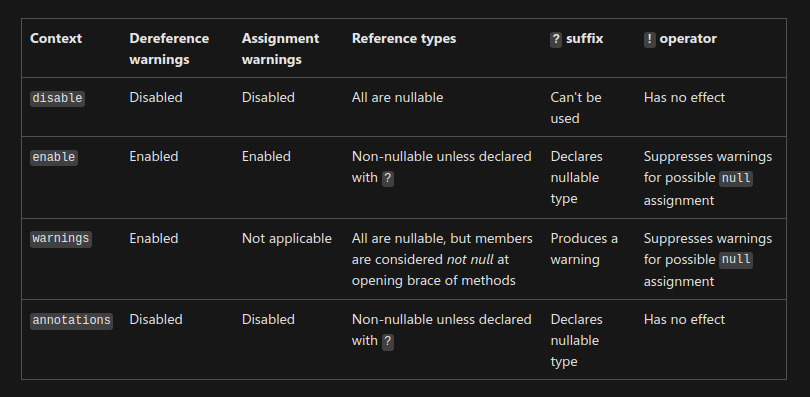 Context Dereference Assignment Reference types ? suffix ! operator
warnings warnings
disable Disabled Disabled All are nullable Can't be Has no effect
used
enable Enabled Enabled Non-nullable unless declared Declares Suppresses warnings
with ? nullable for possible null
type assignment
warnings Enabled Not applicable All are nullable, but members Produces a Suppresses warnings
are considered not null at warning for possible null
opening brace of methods assignment
annotations Disabled Disabled Non-nullable unless declared Declares Has no effect
with ? nullable
type